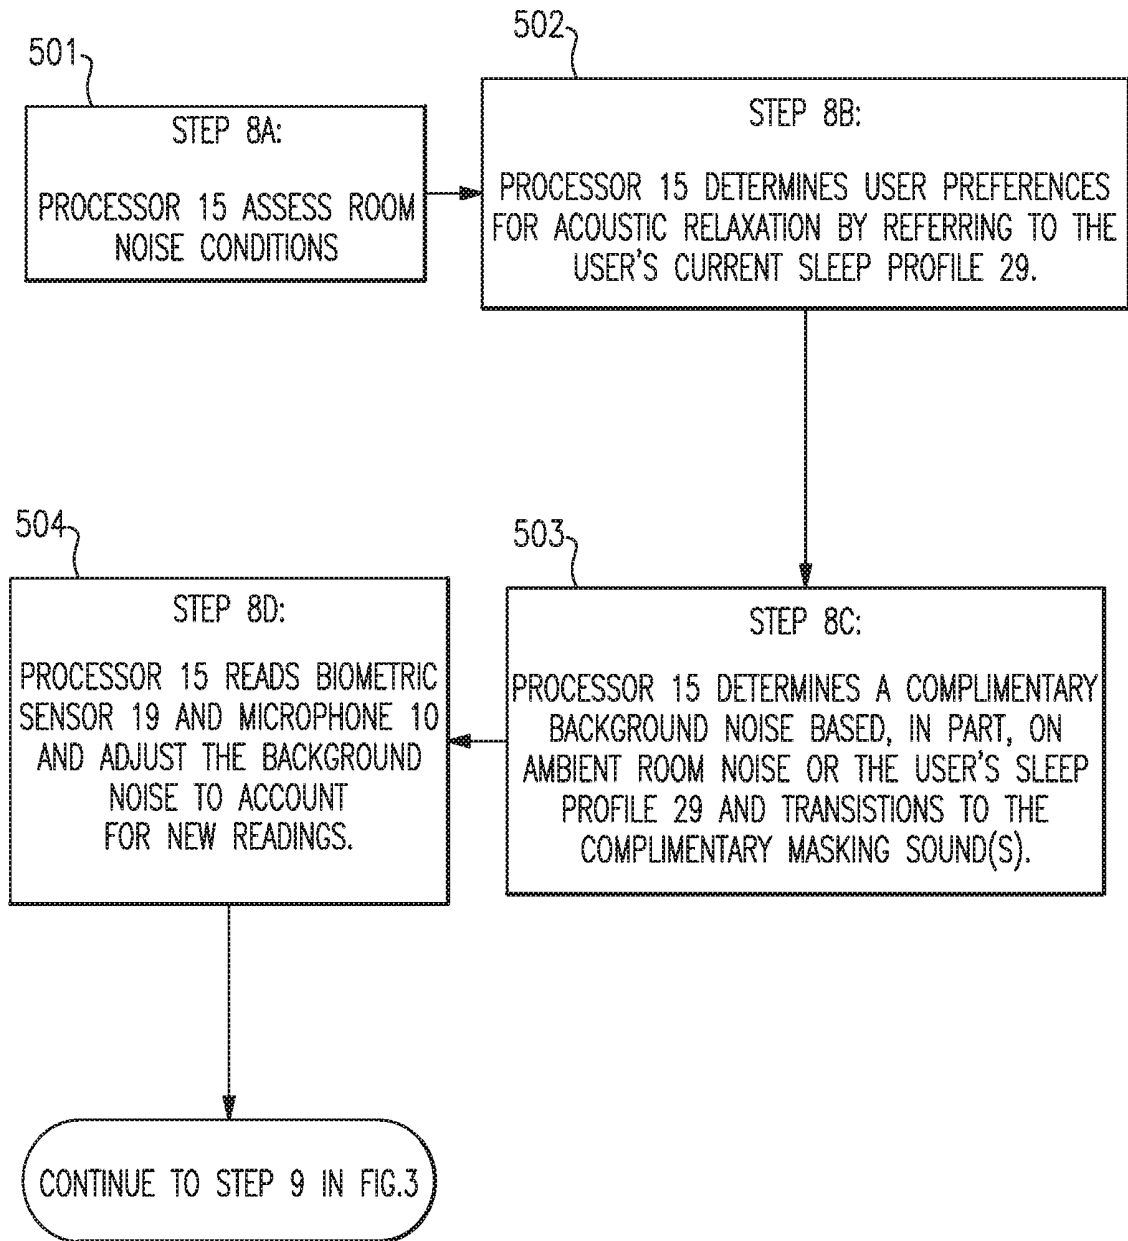 501
STEP 8A:
PROCESSOR 15 ASSESS ROOM
NOISE CONDITIONS
502
STEP 8B:
PROCESSOR 15 DETERMINES USER PREFERENCES
FOR ACOUSTIC RELAXATION BY REFERRING TO THE
USER'S CURRENT SLEEP PROFILE 29.
503
STEP 8C:
PROCESSOR 15 DETERMINES A COMPLIMENTARY
BACKGROUND NOISE BASED, IN PART, ON
AMBIENT ROOM NOISE OR THE USER'S SLEEP
PROFILE 29 AND TRANSISTIONS TO THE
COMPLIMENTARY MASKING SOUND(S).
504
STEP 8D:
PROCESSOR 15 READS BIOMETRIC
SENSOR 19 AND MICROPHONE 10
AND ADJUST THE BACKGROUND
NOISE TO ACCOUNT
FOR NEW READINGS.
CONTINUE TO STEP 9 IN FIG.3